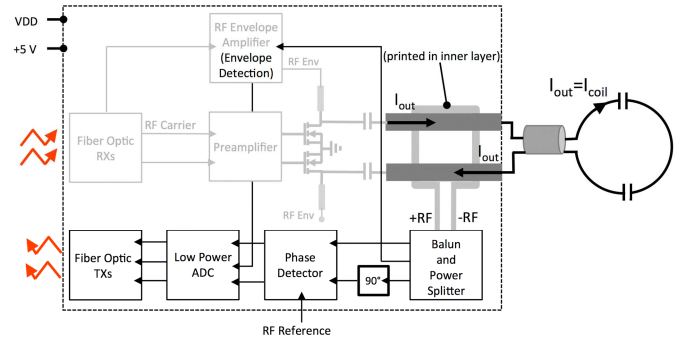 VDD
+5 V
RF Envelope
Amplifier
(Envelope
Detection)
RF Env
(printed in inner layer)
Iout
Iout=Icoil
Fiber Optic
RXs
RF Carrier
Preamplifier
Iout
RF Env
+RF
-RF
Fiber Optic
TXs
Low Power
ADC
Phase
Detector
90°
Balun
and
Power
Splitter
RF Reference